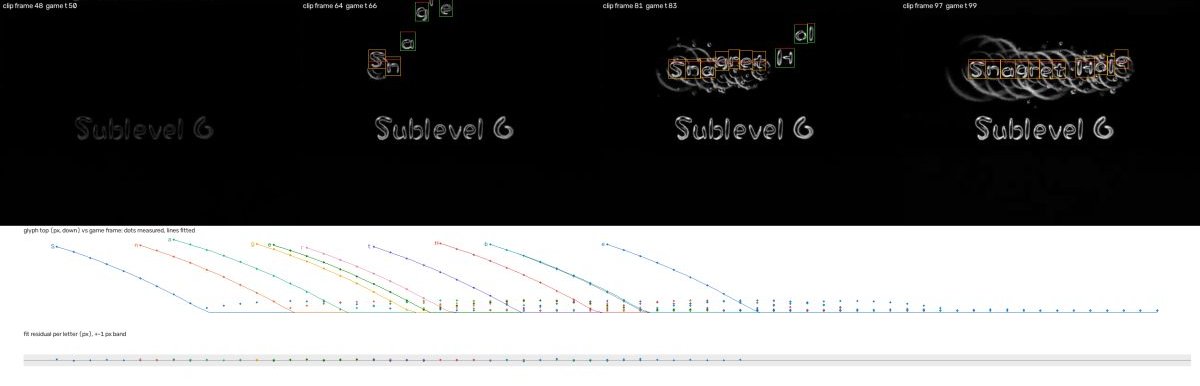 clip frame 48 game t 50
clip frame 64 game t 66
clip frame 81 game t 83
clip frame 97 game t 99
g e
a
S
n
Sublevel 6
Sublevel 6
o l
H
Snagret
Sublevel 6
Snagret Hole
Sublevel 6
glyph top (px, down) vs game frame: dots measured, lines fitted
S n a g e r t H e
fit residual per letter (px), +-1 px band